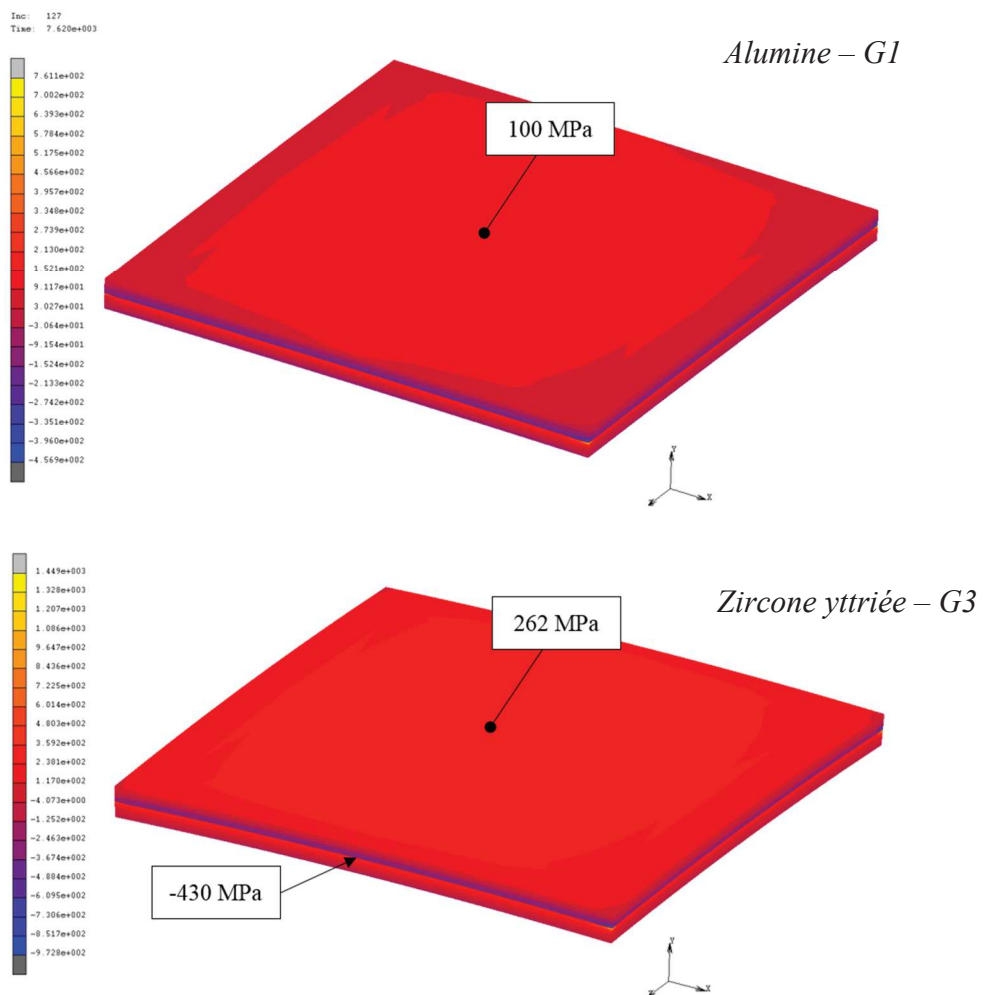 Inc: 127
Time: 7.620e+003
Alumine – G1
7.611e+002
7.002e+002
6.393e+002
5.784e+002
5.175e+002
4.566e+002
3.957e+002
3.348e+002
2.739e+002
2.130e+002
1.521e+002
9.117e+001
3.027e+001
-3.064e+001
-9.154e+001
-1.524e+002
-2.133e+002
-2.742e+002
-3.351e+002
-3.960e+002
-4.569e+002
100 MPa
Y
X
Z
Zircone yttriée – G3
1.449e+003
1.328e+003
1.207e+003
1.086e+003
9.647e+002
8.436e+002
7.225e+002
6.014e+002
4.803e+002
3.592e+002
2.381e+002
1.170e+002
-4.073e+000
-1.252e+002
-2.463e+002
-3.674e+002
-4.884e+002
-6.095e+002
-7.306e+002
-8.517e+002
-9.728e+002
262 MPa
-430 MPa
Y
X
Z